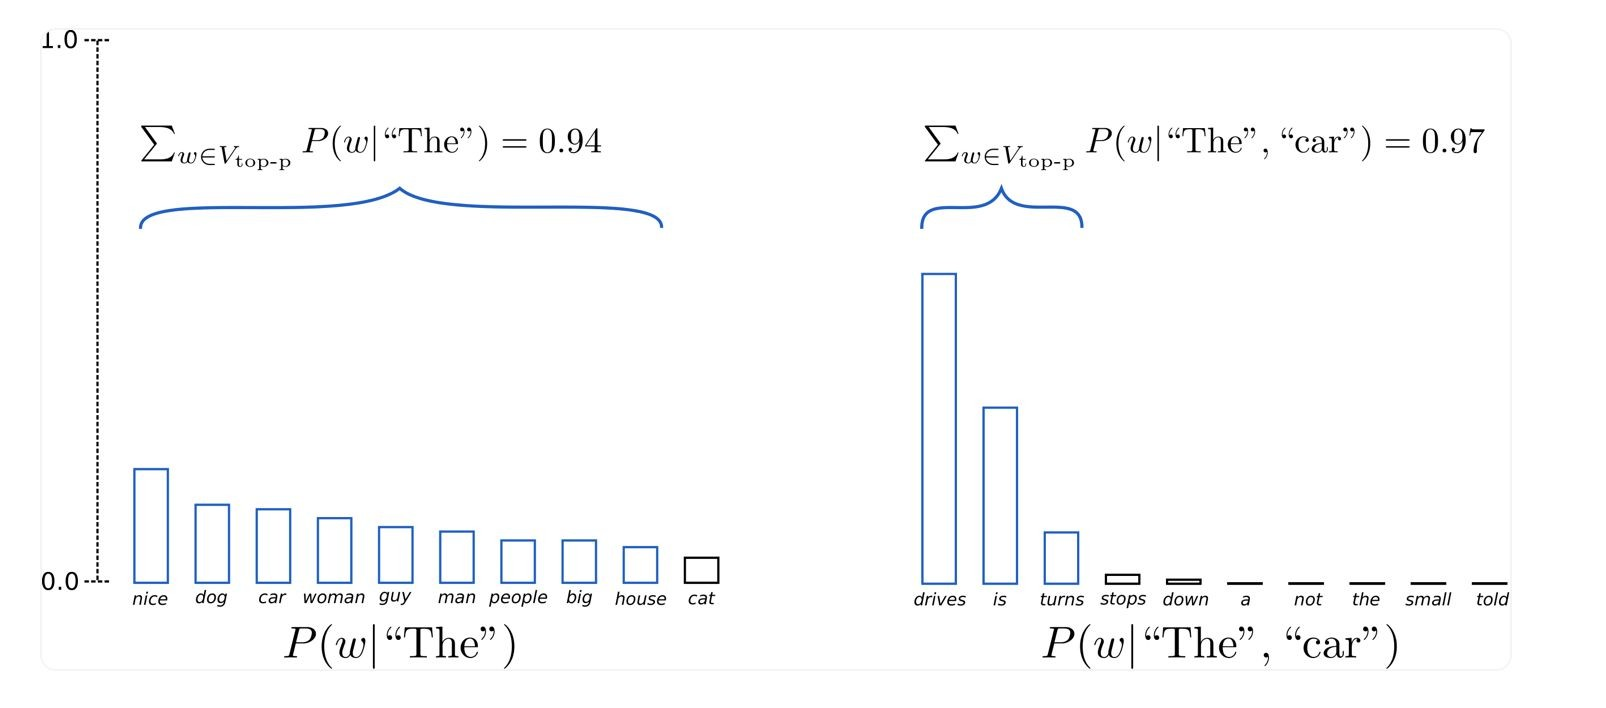 1.0
∑w∈Vtop-p P(w|“The”) = 0.94
∑w∈Vtop-p P(w|“The”, “car”) = 0.97
0.0
nice dog car woman guy man people big house cat
drives is turns stops down a not the small told
P(w|“The”)
P(w|“The”, “car”)